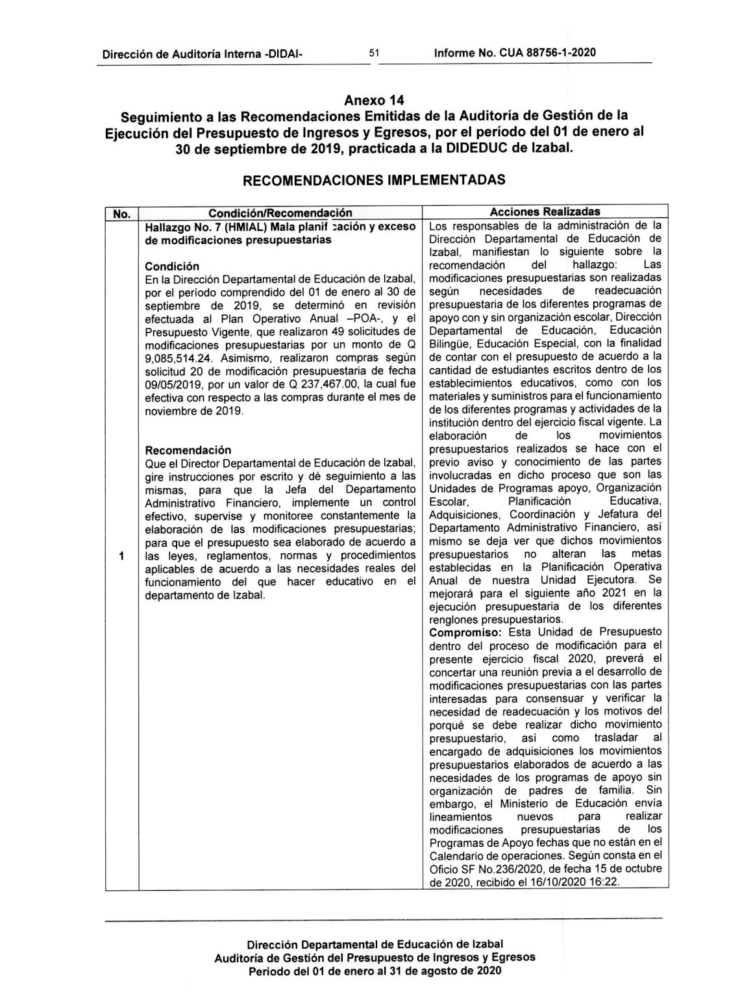 Dirección de Auditoría Interna -DIDAI- 51 Informe No. CUA 88756-1-2020
Anexo 14
Seguimiento a las Recomendaciones Emitidas de la Auditoría de Gestión de la
Ejecución del Presupuesto de Ingresos y Egresos, por el período del 01 de enero al
30 de septiembre de 2019, practicada a la DIDEDUC de Izabal.
RECOMENDACIONES IMPLEMENTADAS
No. Condición/Recomendación Acciones Realizadas
1
Hallazgo No. 7 (HMIAL) Mala planificación y exceso
de modificaciones presupuestarias
Condición
En la Dirección Departamental de Educación de Izabal,
por el período comprendido del 01 de enero al 30 de
septiembre de 2019, se determinó en revisión
efectuada al Plan Operativo Anual –POA-, y el
Presupuesto Vigente, que realizaron 49 solicitudes de
modificaciones presupuestarias por un monto de Q
9,085,514.24. Asimismo, realizaron compras según
solicitud 20 de modificación presupuestaria de fecha
09/05/2019, por un valor de Q 237,467.00, la cual fue
efectiva con respecto a las compras durante el mes de
noviembre de 2019.
Recomendación
Que el Director Departamental de Educación de Izabal,
gire instrucciones por escrito y dé seguimiento a las
mismas, para que la Jefa del Departamento
Administrativo Financiero, implemente un control
efectivo, supervise y monitoree constantemente la
elaboración de las modificaciones presupuestarias;
para que el presupuesto sea elaborado de acuerdo a
las leyes, reglamentos, normas y procedimientos
aplicables de acuerdo a las necesidades reales del
funcionamiento del que hacer educativo en el
departamento de Izabal.
Los responsables de la administración de la
Dirección Departamental de Educación de
Izabal, manifiestan lo siguiente sobre la
recomendación del hallazgo: Las
modificaciones presupuestarias son realizadas
según necesidades de readecuación
presupuestaria de los diferentes programas de
apoyo con y sin organización escolar, Dirección
Departamental de Educación, Educación
Bilingüe, Educación Especial, con la finalidad
de contar con el presupuesto de acuerdo a la
cantidad de estudiantes escritos dentro de los
establecimientos educativos, como con los
materiales y suministros para el funcionamiento
de los diferentes programas y actividades de la
institución dentro del ejercicio fiscal vigente. La
elaboración de los movimientos
presupuestarios realizados se hace con el
previo aviso y conocimiento de las partes
involucradas en dicho proceso que son las
Unidades de Programas apoyo, Organización
Escolar, Planificación Educativa,
Adquisiciones, Coordinación y Jefatura del
Departamento Administrativo Financiero, así
mismo se deja ver que dichos movimientos
presupuestarios no alteran las metas
establecidas en la Planificación Operativa
Anual de nuestra Unidad Ejecutora. Se
mejorará para el siguiente año 2021 en la
ejecución presupuestaria de los diferentes
renglones presupuestarios.
Compromiso: Esta Unidad de Presupuesto
dentro del proceso de modificación para el
presente ejercicio fiscal 2020, preverá el
concertar una reunión previa a el desarrollo de
modificaciones presupuestarias con las partes
interesadas para consensuar y verificar la
necesidad de readecuación y los motivos del
porqué se debe realizar dicho movimiento
presupuestario, así como trasladar al
encargado de adquisiciones los movimientos
presupuestarios elaborados de acuerdo a las
necesidades de los programas de apoyo sin
organización de padres de familia. Sin
embargo, el Ministerio de Educación envía
lineamientos nuevos para realizar
modificaciones presupuestarias de los
Programas de Apoyo fechas que no están en el
Calendario de operaciones. Según consta en el
Oficio SF No.236/2020, de fecha 15 de octubre
de 2020, recibido el 16/10/2020 16:22.
Dirección Departamental de Educación de Izabal
Auditoría de Gestión del Presupuesto de Ingresos y Egresos
Periodo del 01 de enero al 31 de agosto de 2020